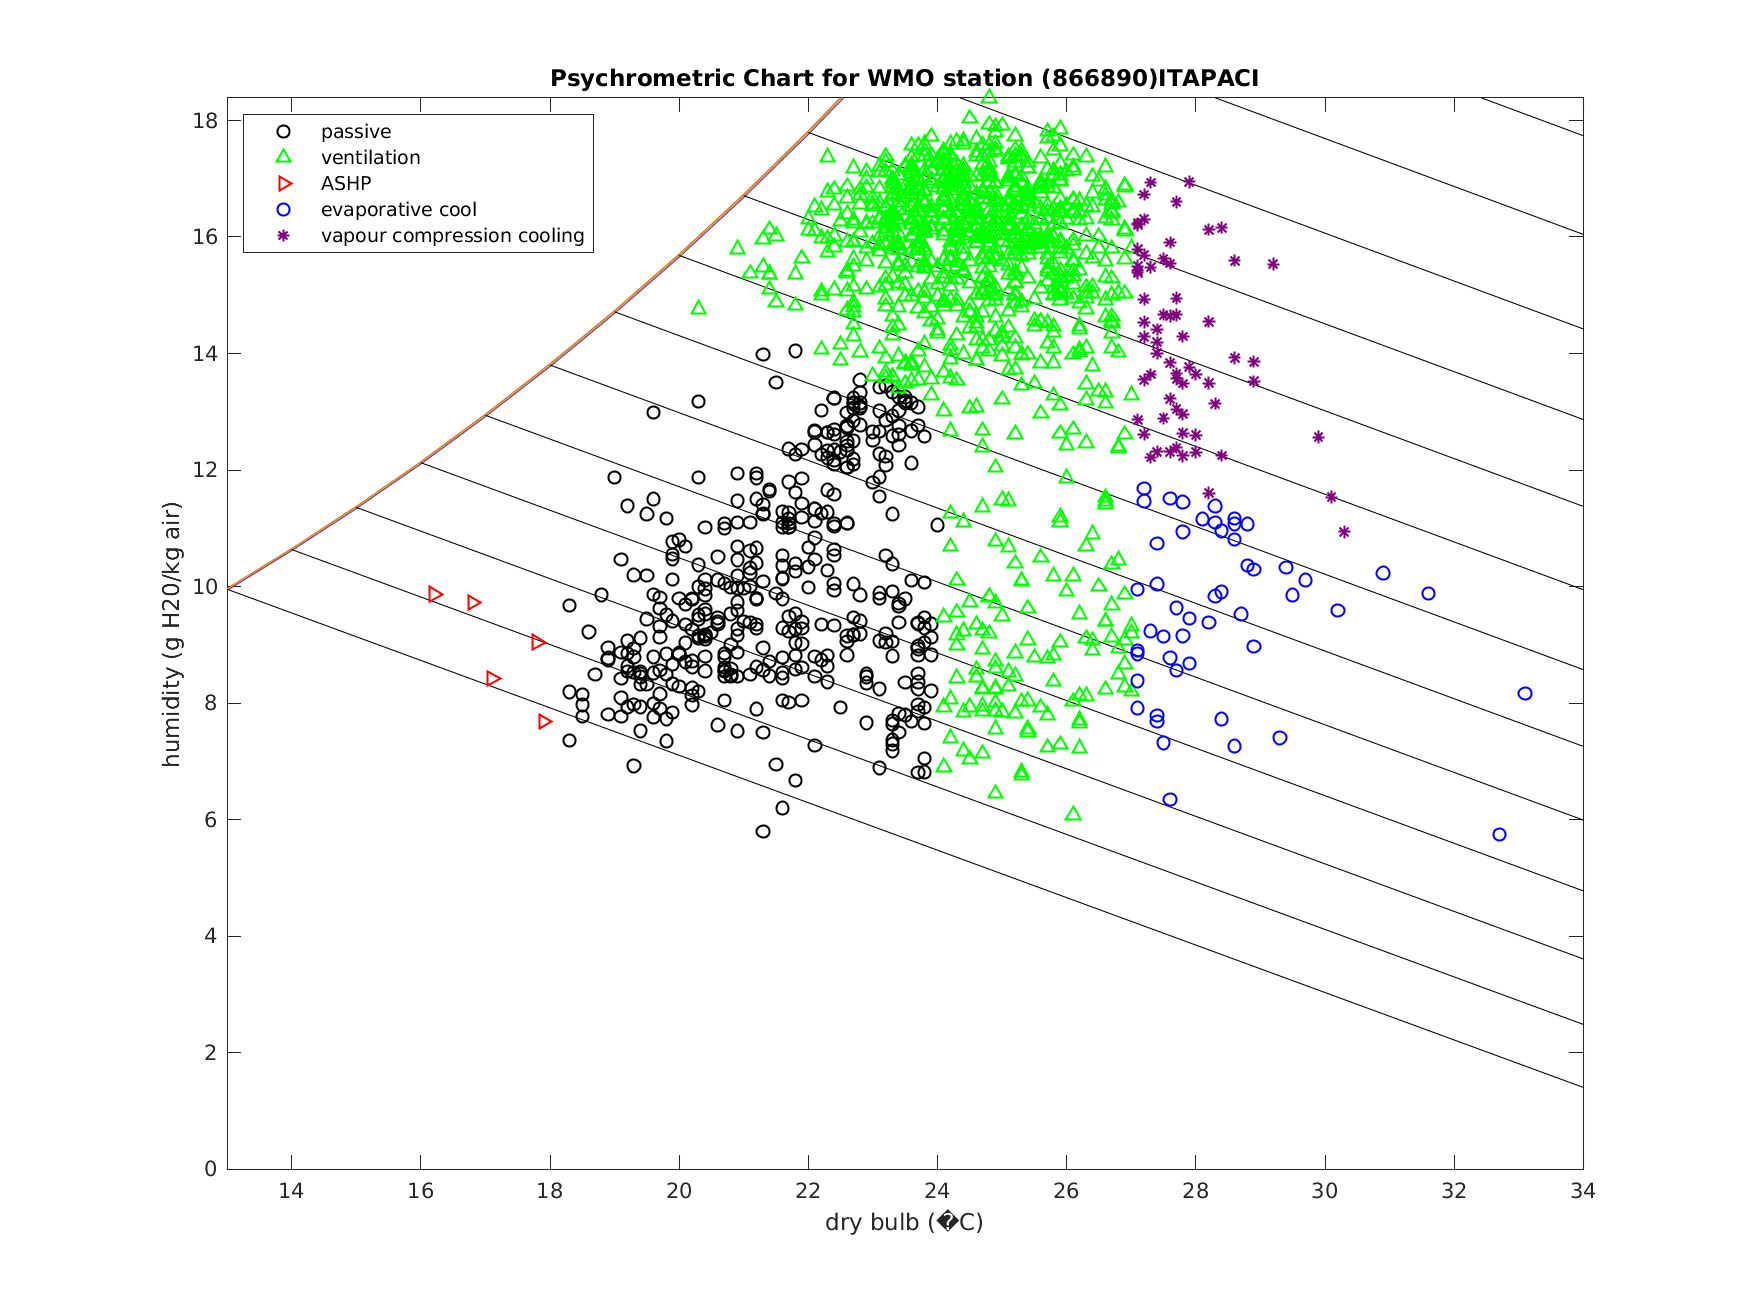 Psychrometric Chart for WMO station (866890)ITAPACI
passive
ventilation
ASHP
evaporative cool
vapour compression cooling
humidity (g H20/kg air)
18
16
14
12
10
8
6
4
2
0
14 16 18 20 22 24 26 28 30 32 34
dry bulb (�C)